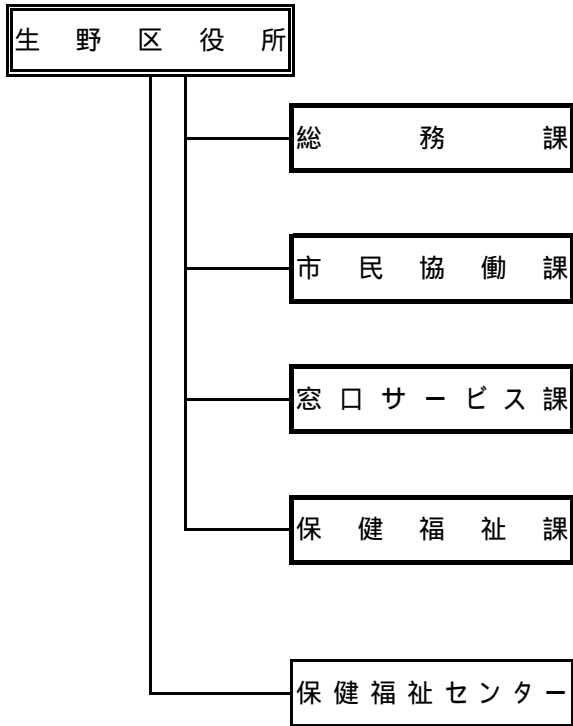 生野区役所
総務課
市民協働課
窓口サービス課
保健福祉課
保健福祉センター